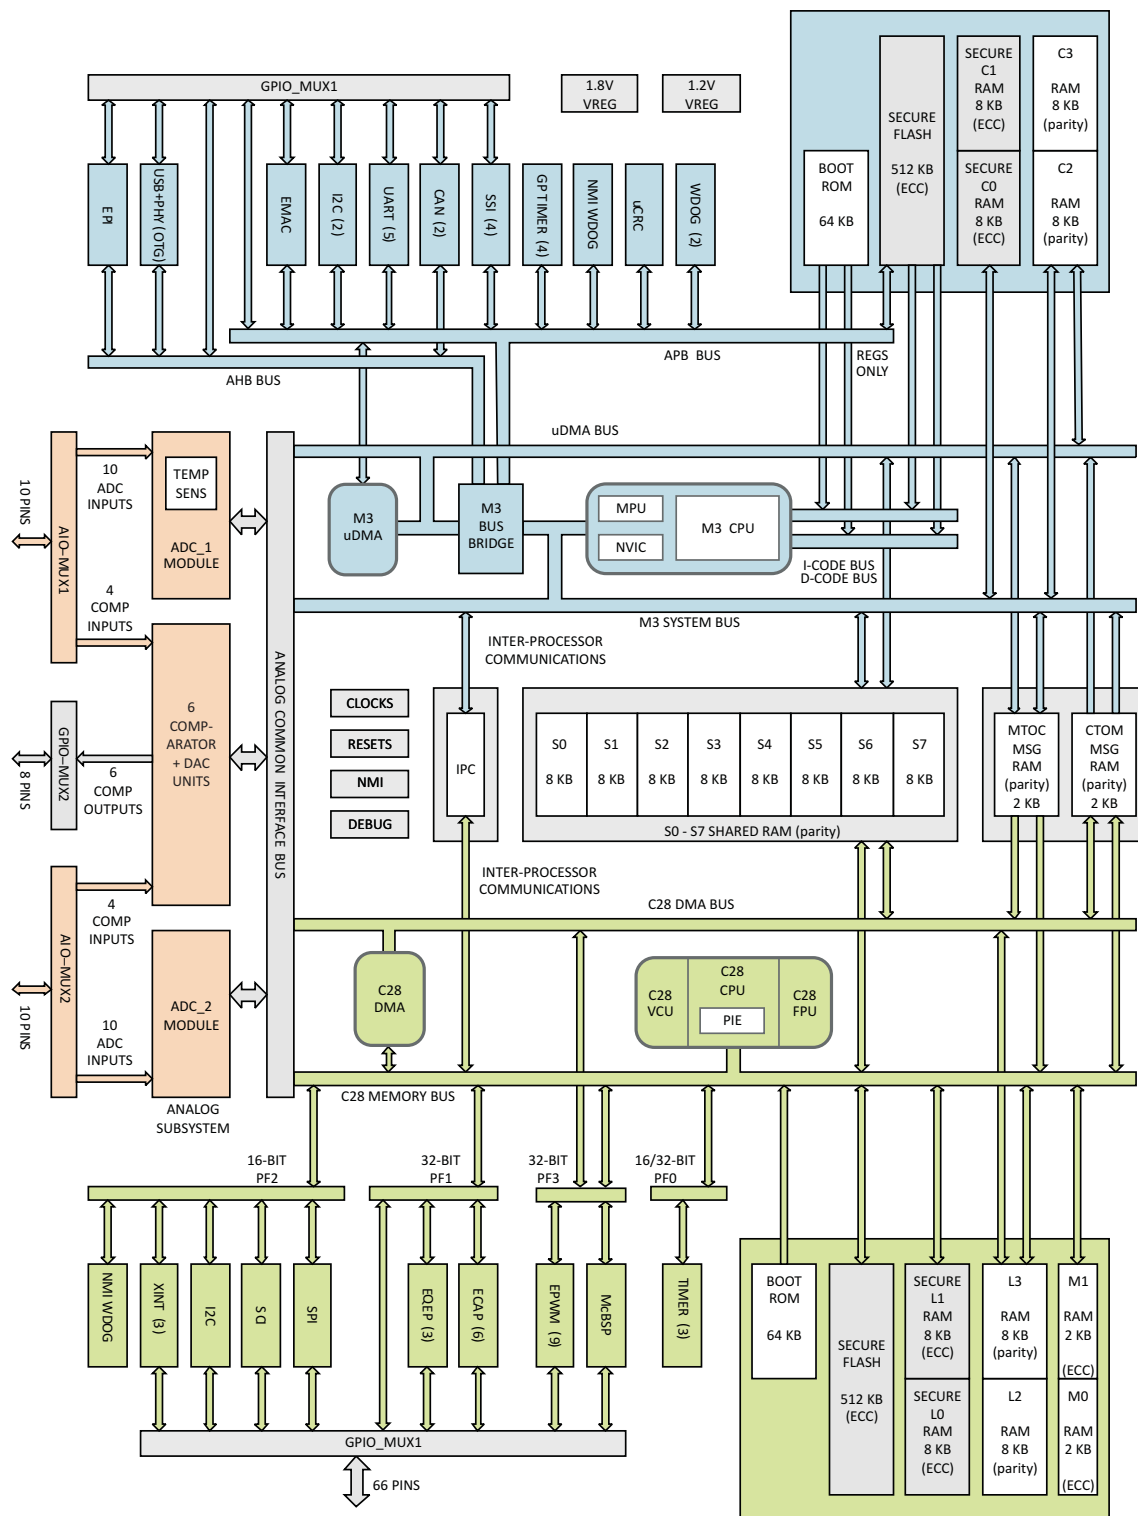 GPIO_MUX1
1.8V
VREG
1.2V
VREG
EPI
USB+PHY (OTG)
EMAC
I2C (2)
UART (5)
CAN (2)
SSI (4)
GP TIMER (4)
NMI WDOG
uCRC
WDOG (2)
BOOT
ROM
64 KB
SECURE
FLASH
512 KB
(ECC)
SECURE
C1
RAM
8 KB
(ECC)
SECURE
C0
RAM
8 KB
(ECC)
C3
RAM
8 KB
(parity)
C2
RAM
8 KB
(parity)
APB BUS
REGS
ONLY
AHB BUS
uDMA BUS
10 PINS
AIO–MUX1
10
ADC
INPUTS
4
COMP
INPUTS
TEMP
SENS
ADC_1
MODULE
M3
uDMA
M3
BUS
BRIDGE
MPU
NVIC
M3 CPU
I-CODE BUS
D-CODE BUS
M3 SYSTEM BUS
INTER-PROCESSOR
COMMUNICATIONS
ANALOG COMMON INTERFACE BUS
8 PINS
GPIO–MUX2
6
COMP
OUTPUTS
6
COMP-
ARATOR
+ DAC
UNITS
CLOCKS
RESETS
NMI
DEBUG
IPC
S0
8 KB
S1
8 KB
S2
8 KB
S3
8 KB
S4
8 KB
S5
8 KB
S6
8 KB
S7
8 KB
S0 - S7 SHARED RAM (parity)
MTOC
MSG
RAM
(parity)
2 KB
CTOM
MSG
RAM
(parity)
2 KB
INTER-PROCESSOR
COMMUNICATIONS
C28 DMA BUS
10 PINS
AIO–MUX2
4
COMP
INPUTS
10
ADC
INPUTS
ADC_2
MODULE
ANALOG
SUBSYSTEM
C28
DMA
C28
VCU
C28
CPU
PIE
C28
FPU
C28 MEMORY BUS
16-BIT
PF2
32-BIT
PF1
32-BIT
PF3
16/32-BIT
PF0
NMI WDOG
XINT (3)
I2C
SCI
SPI
EQEP (3)
ECAP (6)
EPWM (9)
McBSP
TIMER (3)
BOOT
ROM
64 KB
SECURE
FLASH
512 KB
(ECC)
SECURE
L1
RAM
8 KB
(ECC)
SECURE
L0
RAM
8 KB
(ECC)
L3
RAM
8 KB
(parity)
L2
RAM
8 KB
(parity)
M1
RAM
2 KB
(ECC)
M0
RAM
2 KB
(ECC)
GPIO_MUX1
66 PINS